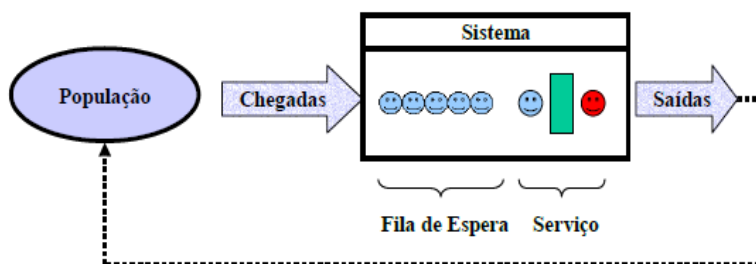 Sistema
População
Chegadas
Saídas
Fila de Espera
Serviço